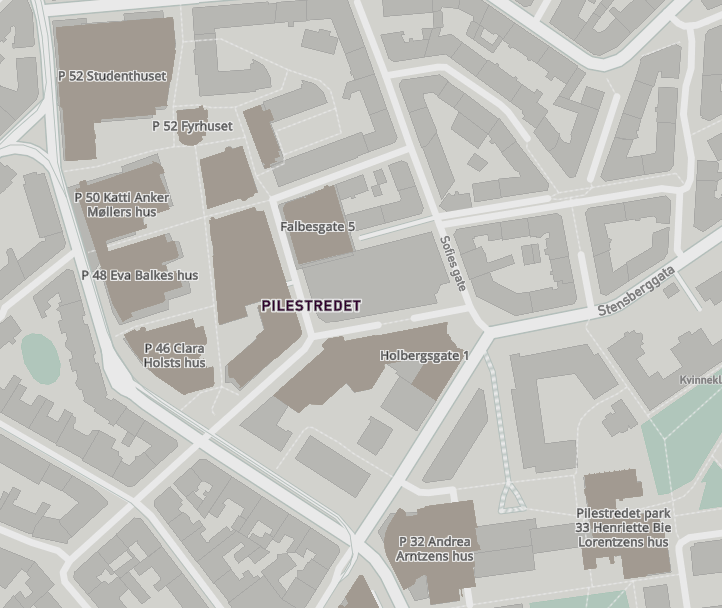 P 52 Studenthuset
P 52 Fyrhuset
P 50 Katti Anker
Møllers hus
Falbesgate 5
Sofies gate
P 48 Eva Balkes hus
Stensberggata
PILESTREDET
P 46 Clara
Holsts hus
Holbergsgate 1
Kvinnekl
Pilestredet park
33 Henriette Bie
Lorentzens hus
P 32 Andrea
Arntzens hus